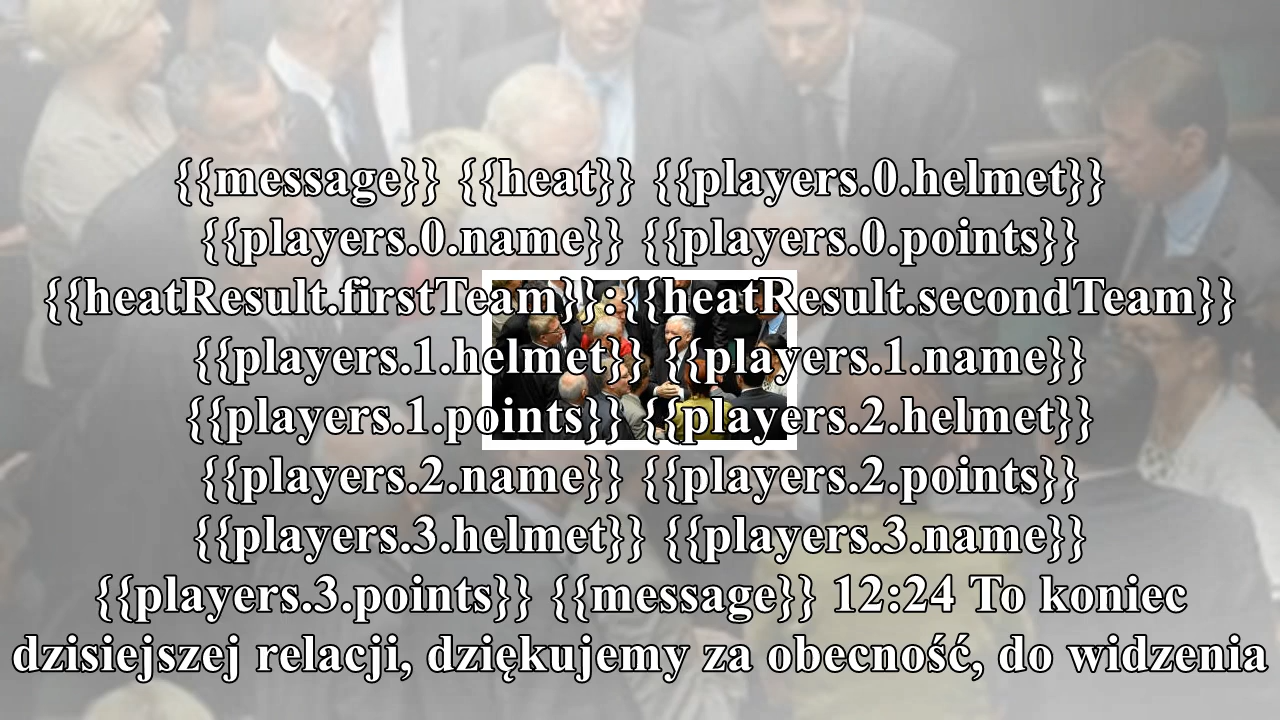 {{message}} {{heat}} {{players.0.helmet}}
{{players.0.name}} {{players.0.points}}
{{heatResult.firstTeam}}:{{heatResult.secondTeam}}
{{players.1.helmet}} {{players.1.name}}
{{players.1.points}} {{players.2.helmet}}
{{players.2.name}} {{players.2.points}}
{{players.3.helmet}} {{players.3.name}}
{{players.3.points}} {{message}} 12:24 To koniec
dzisiejszej relacji, dziękujemy za obecność, do widzenia